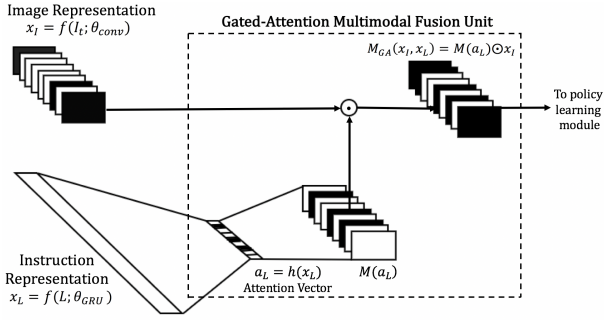 Image Representation
x_I = f(I_t; θ_conv)
Gated-Attention Multimodal Fusion Unit
M_GA(x_I, x_L) = M(a_L)⊙x_I
To policy
learning
module
Instruction
Representation
x_L = f(L; θ_GRU)
a_L = h(x_L)
Attention Vector
M(a_L)